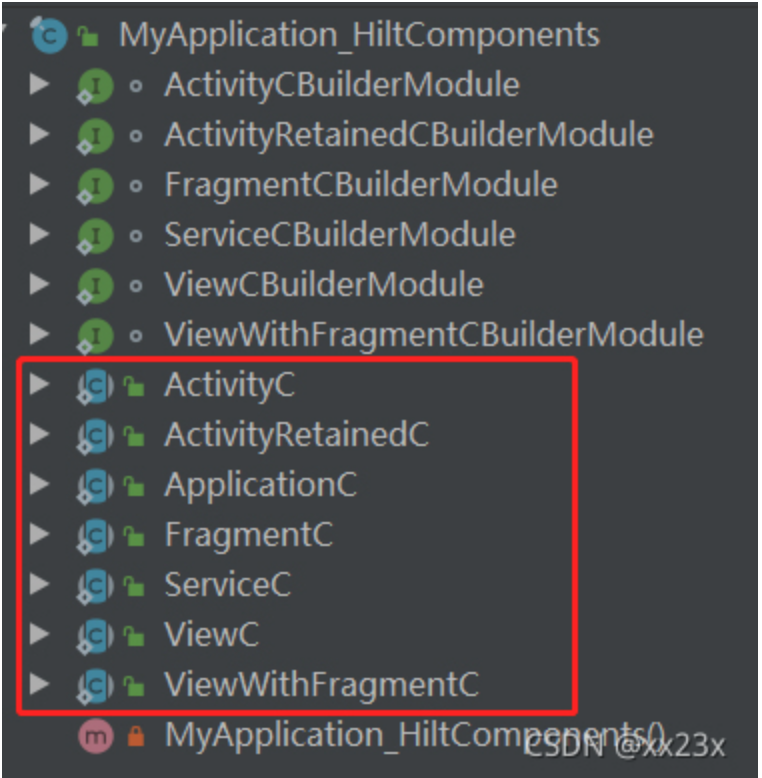 MyApplication_HiltComponents
ActivityCBuilderModule
ActivityRetainedCBuilderModule
FragmentCBuilderModule
ServiceCBuilderModule
ViewCBuilderModule
ViewWithFragmentCBuilderModule
ActivityC
ActivityRetainedC
ApplicationC
FragmentC
ServiceC
ViewC
ViewWithFragmentC
MyApplication_HiltComponents()
CSDN @xx23x